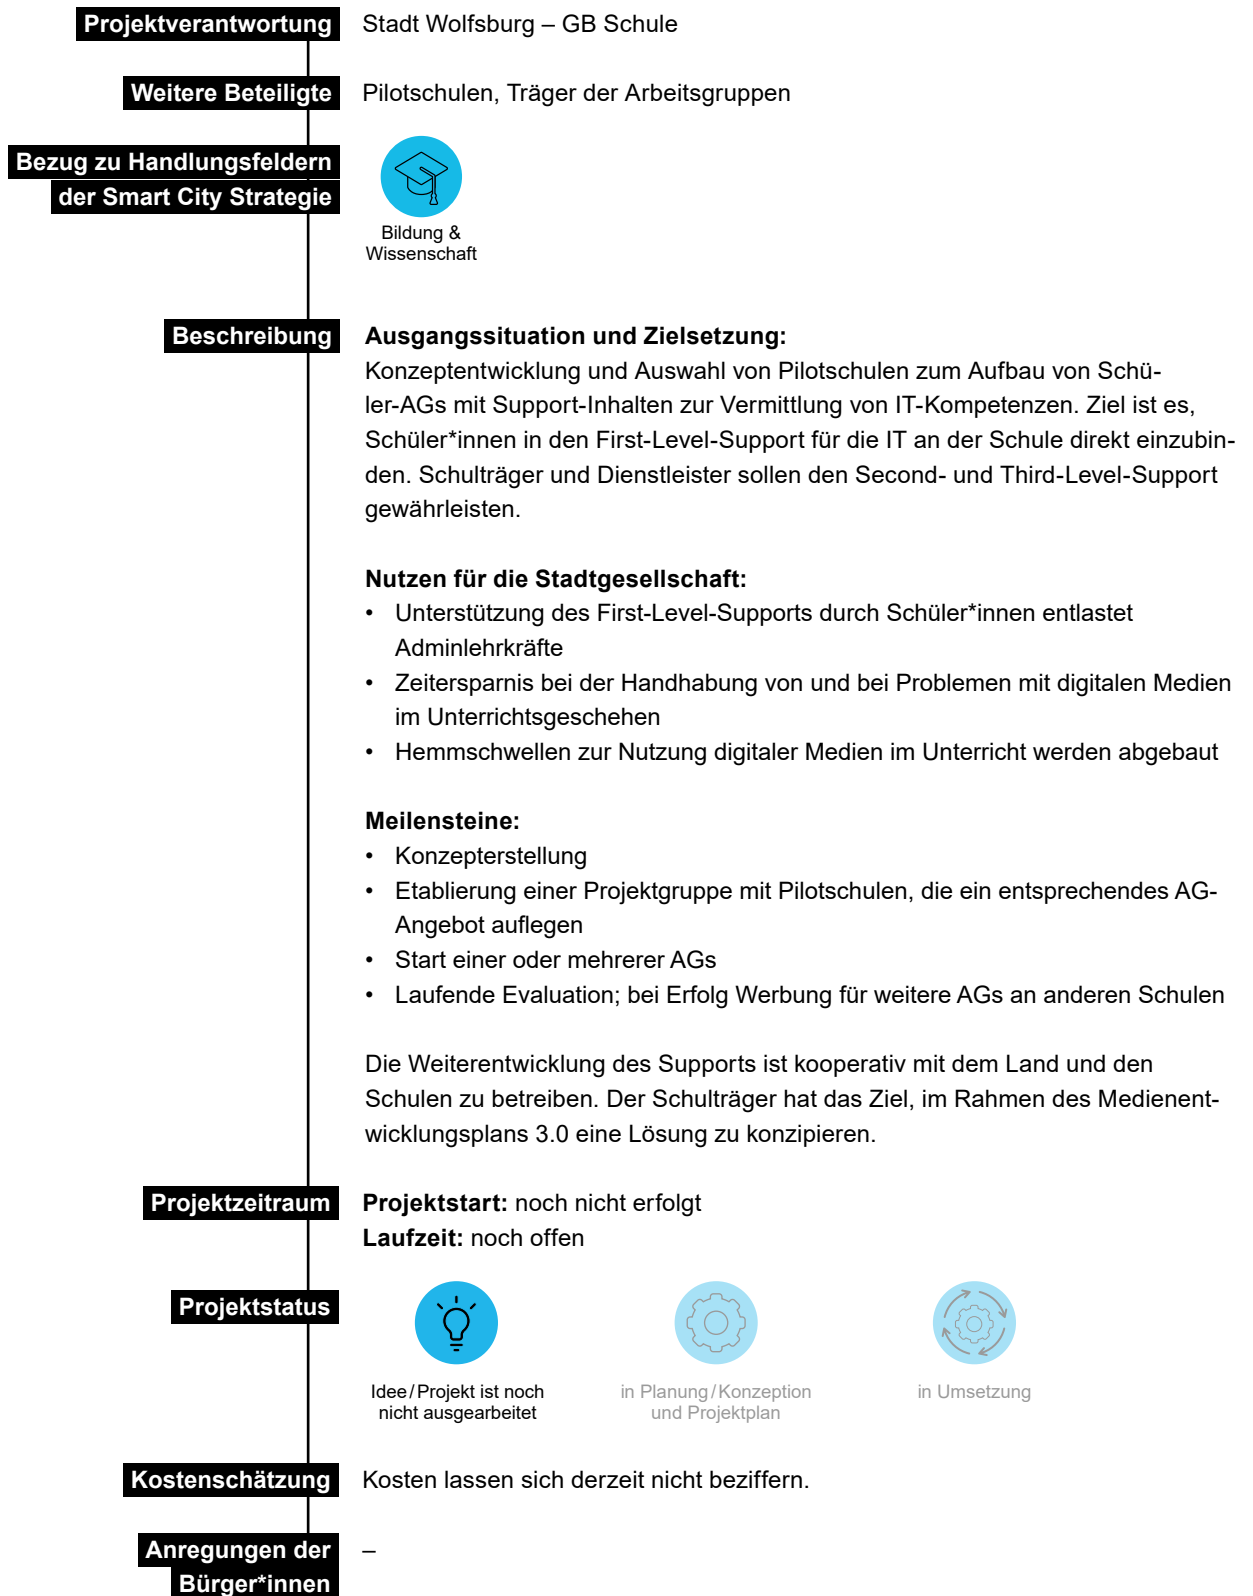 Projektverantwortung
Stadt Wolfsburg – GB Schule
Weitere Beteiligte
Pilotschulen, Träger der Arbeitsgruppen
Bezug zu Handlungsfeldern
der Smart City Strategie
Bildung &
Wissenschaft
Beschreibung
Ausgangssituation und Zielsetzung:
Konzeptentwicklung und Auswahl von Pilotschulen zum Aufbau von Schü-
ler-AGs mit Support-Inhalten zur Vermittlung von IT-Kompetenzen. Ziel ist es,
Schüler*innen in den First-Level-Support für die IT an der Schule direkt einzubin-
den. Schulträger und Dienstleister sollen den Second- und Third-Level-Support
gewährleisten.
Nutzen für die Stadtgesellschaft:
• Unterstützung des First-Level-Supports durch Schüler*innen entlastet
Adminlehrkräfte
• Zeitersparnis bei der Handhabung von und bei Problemen mit digitalen Medien
im Unterrichtsgeschehen
• Hemmschwellen zur Nutzung digitaler Medien im Unterricht werden abgebaut
Meilensteine:
• Konzepterstellung
• Etablierung einer Projektgruppe mit Pilotschulen, die ein entsprechendes AG-
Angebot auflegen
• Start einer oder mehrerer AGs
• Laufende Evaluation; bei Erfolg Werbung für weitere AGs an anderen Schulen
Die Weiterentwicklung des Supports ist kooperativ mit dem Land und den
Schulen zu betreiben. Der Schulträger hat das Ziel, im Rahmen des Medienent-
wicklungsplans 3.0 eine Lösung zu konzipieren.
Projektzeitraum
Projektstart: noch nicht erfolgt
Laufzeit: noch offen
Projektstatus
Idee/Projekt ist noch
nicht ausgearbeitet
in Planung/Konzeption
und Projektplan
in Umsetzung
Kostenschätzung
Kosten lassen sich derzeit nicht beziffern.
Anregungen der
Bürger*innen
–